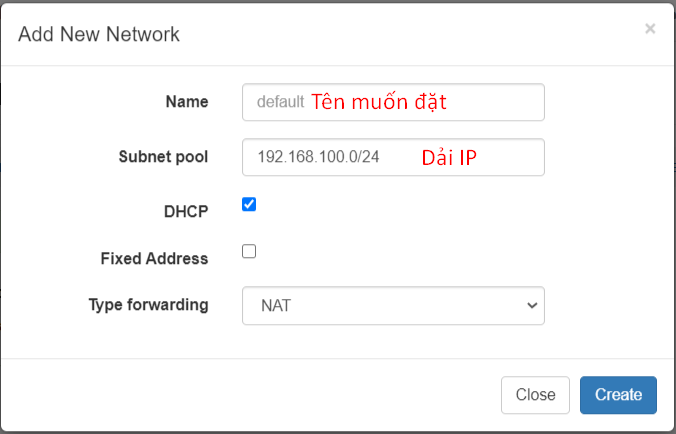 Add New Network ×
Name default Tên muốn đặt
Subnet pool 192.168.100.0/24 Dải IP
DHCP
Fixed Address
Type forwarding NAT
Close Create